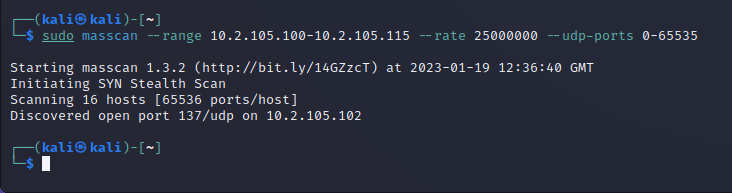 ┌──(kali㉿kali)-[~]
└─$ sudo masscan --range 10.2.105.100-10.2.105.115 --rate 25000000 --udp-ports 0-65535
Starting masscan 1.3.2 (http://bit.ly/14GZzcT) at 2023-01-19 12:36:40 GMT
Initiating SYN Stealth Scan
Scanning 16 hosts [65536 ports/host]
Discovered open port 137/udp on 10.2.105.102
┌──(kali㉿kali)-[~]
└─$